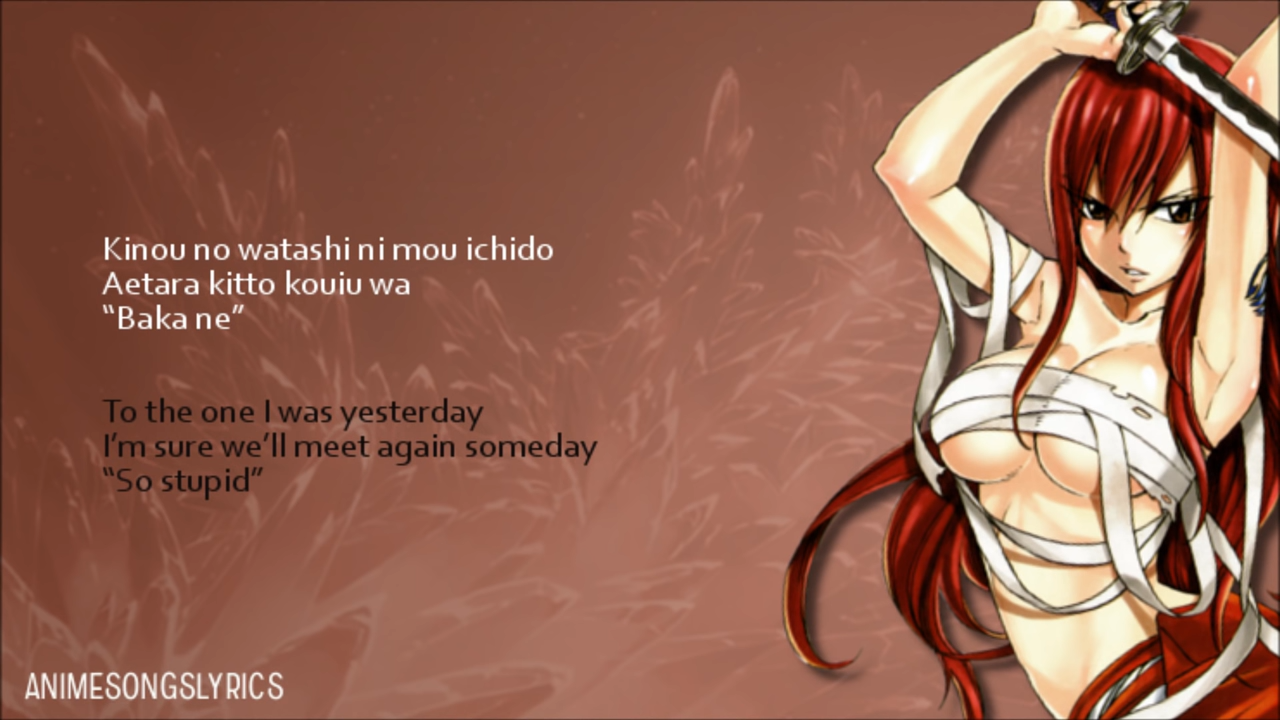 Kinou no watashi ni mou ichido
Aetara kitto kouiu wa
“Baka ne”
To the one I was yesterday
I’m sure we’ll meet again someday
“So stupid”
ANIMESONGSLYRICS